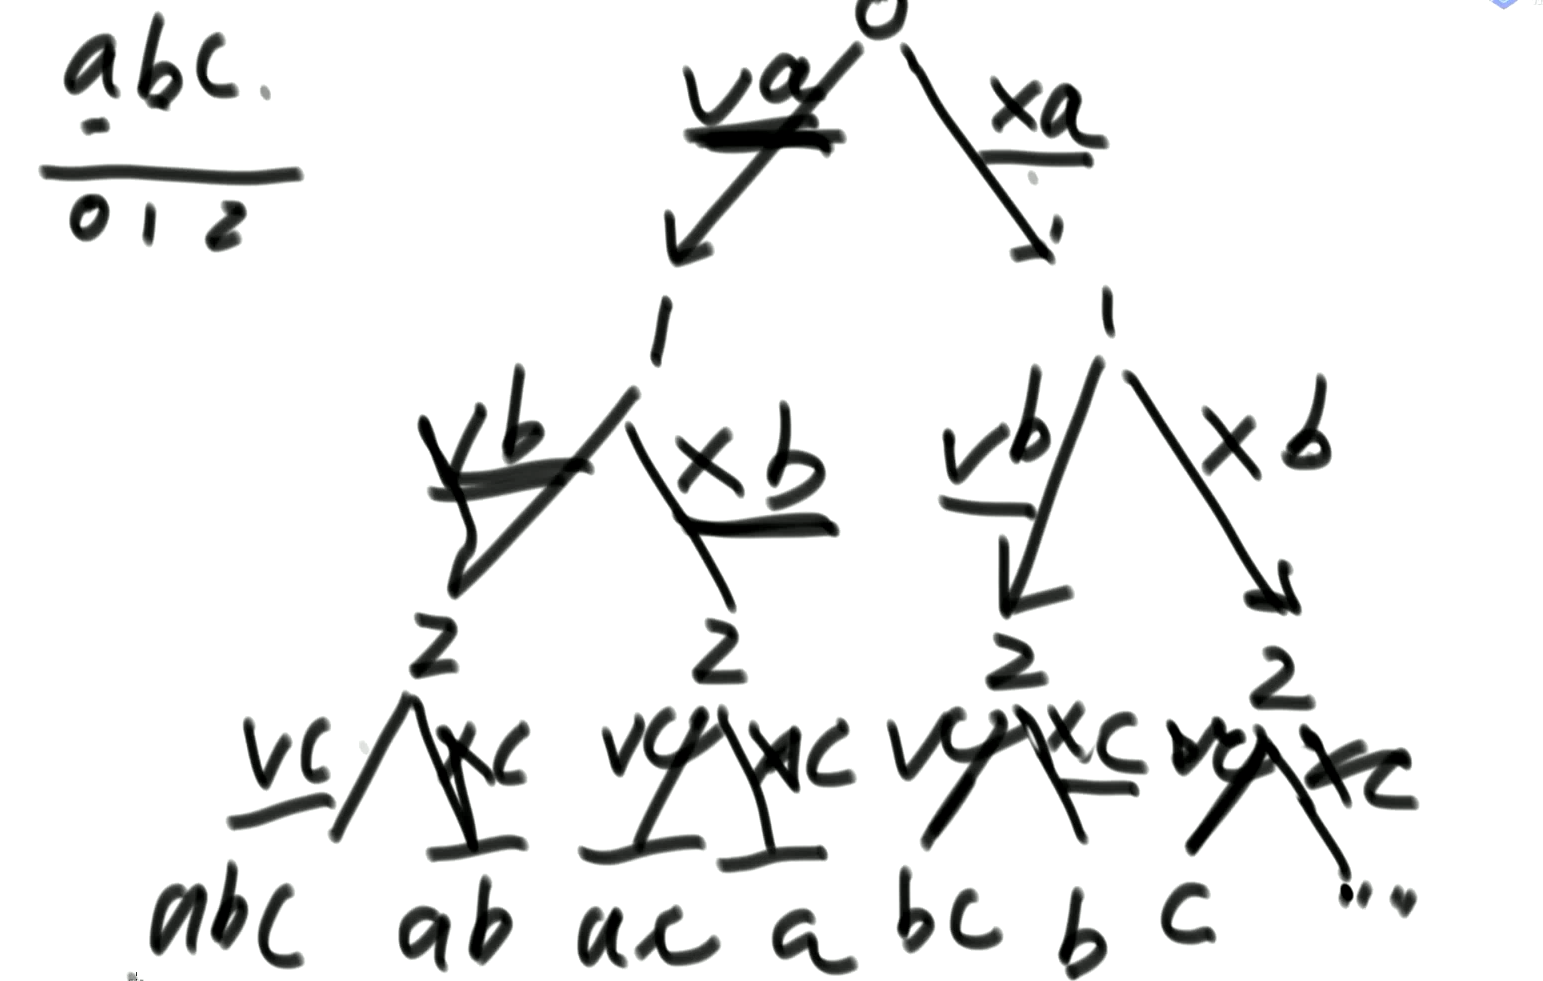 abc.
0 1 2
0
va xa
1 1
vb xb vb xb
2 2 2 2
vc xc vc xc vc xc vc xc
abc ab ac a bc b c ""